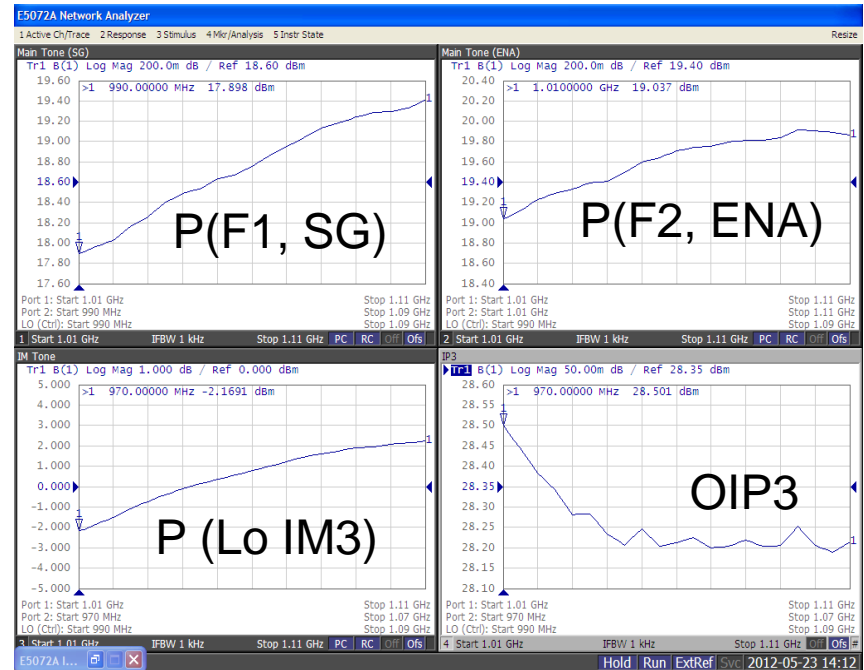 E5072A Network Analyzer
1 Active Ch/Trace 2 Response 3 Stimulus 4 Mkr/Analysis 5 Instr State Resize
Main Tone (SG)
Tr1 B(1) Log Mag 200.0m dB / Ref 18.60 dBm
>1 990.00000 MHz 17.898 dBm
19.60
19.40
19.20
19.00
18.80
18.60
18.40
18.20
18.00
17.80
17.60
1
1
P(F1, SG)
Port 1: Start 1.01 GHz Stop 1.11 GHz
Port 2: Start 990 MHz Stop 1.09 GHz
LO (Ctrl): Start 990 MHz Stop 1.09 GHz
1 Start 1.01 GHz IFBW 1 kHz Stop 1.11 GHz PC RC Off Ofs
Main Tone (ENA)
Tr1 B(1) Log Mag 200.0m dB / Ref 19.40 dBm
>1 1.0100000 GHz 19.037 dBm
20.40
20.20
20.00
19.80
19.60
19.40
19.20
19.00
18.80
18.60
18.40
1
1
P(F2, ENA)
Port 1: Start 1.01 GHz Stop 1.11 GHz
Port 2: Start 1.01 GHz Stop 1.11 GHz
LO (Ctrl): Start 990 MHz Stop 1.09 GHz
2 Start 1.01 GHz IFBW 1 kHz Stop 1.11 GHz PC RC Off Ofs
IM Tone
Tr1 B(1) Log Mag 1.000 dB / Ref 0.000 dBm
>1 970.00000 MHz -2.1691 dBm
5.000
4.000
3.000
2.000
1.000
0.000
-1.000
-2.000
-3.000
-4.000
-5.000
1
1
P (Lo IM3)
Port 1: Start 1.01 GHz Stop 1.11 GHz
Port 2: Start 970 MHz Stop 1.07 GHz
LO (Ctrl): Start 990 MHz Stop 1.09 GHz
3 Start 1.01 GHz IFBW 1 kHz Stop 1.11 GHz PC RC Off Ofs
IP3
Tr1 B(1) Log Mag 50.00m dB / Ref 28.35 dBm
>1 970.00000 MHz 28.501 dBm
28.60
28.55
28.50
28.45
28.40
28.35
28.30
28.25
28.20
28.15
28.10
1
1
OIP3
Port 1: Start 1.01 GHz Stop 1.11 GHz
Port 2: Start 970 MHz Stop 1.07 GHz
LO (Ctrl): Start 990 MHz Stop 1.09 GHz
4 Start 1.01 GHz IFBW 1 kHz Stop 1.11 GHz Off Ofs #
E5072A I...
Hold Run ExtRef Svc 2012-05-23 14:12